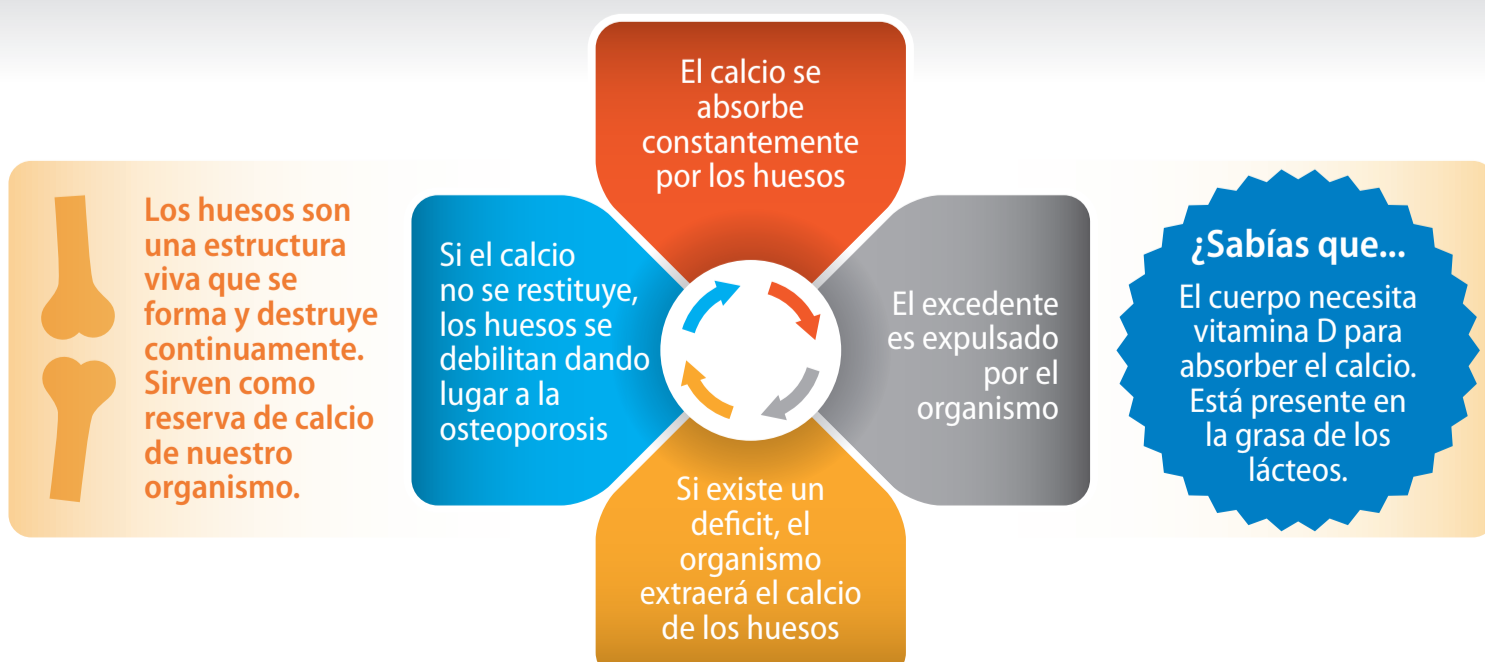 El calcio se
absorbe
constantemente
por los huesos
Los huesos son
una estructura
viva que se
forma y destruye
continuamente.
Sirven como
reserva de calcio
de nuestro
organismo.
Si el calcio
no se restituye,
los huesos se
debilitan dando
lugar a la
osteoporosis
El excedente
es expulsado
por el
organismo
¿Sabías que...
El cuerpo necesita
vitamina D para
absorber el calcio.
Está presente en
la grasa de los
lácteos.
Si existe un
deficit, el
organismo
extraerá el calcio
de los huesos